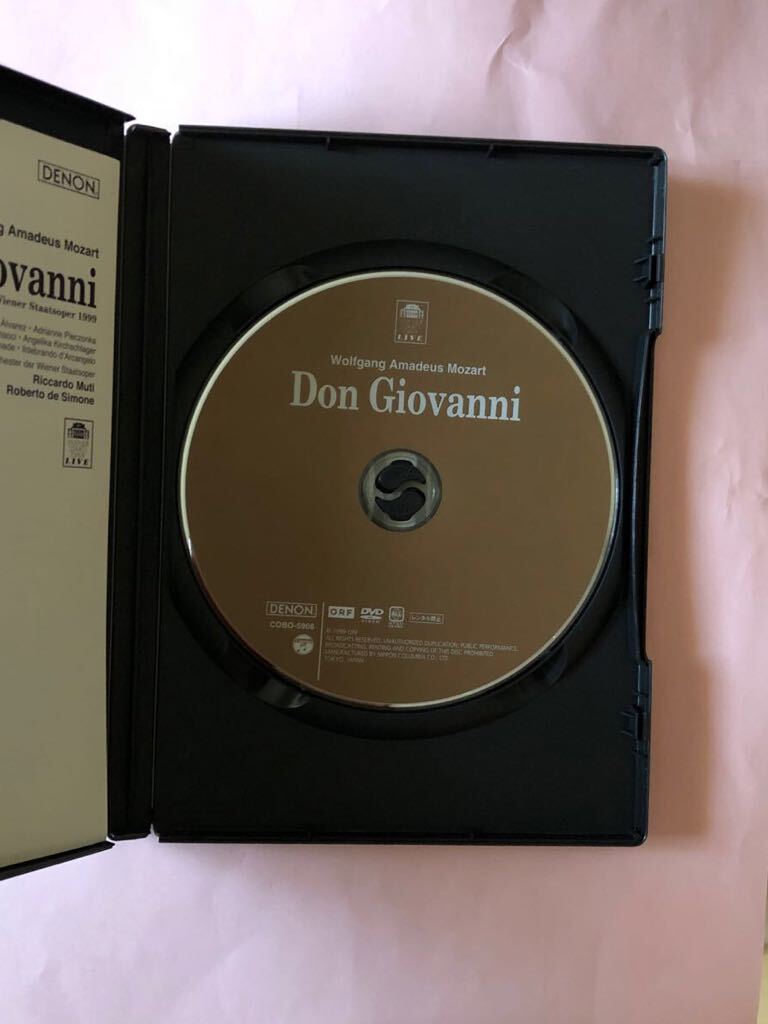 DENON
g Amadeus Mozart
ovanni
Wiener Staatsoper 1999
Álvarez • Adrianne Pieczonka
Angelika Kirchschlager
Ildebrando d'Arcangelo
der Wiener Staatsoper
Riccardo Muti
Roberto de Simone
LIVE
LIVE
Wolfgang Amadeus Mozart
Don Giovanni
DENON
COBO-5906
ORF
DVD
VIDEO
レンタル禁止
℗ 1999 ORF
ALL RIGHTS RESERVED. UNAUTHORIZED DUPLICATION, PUBLIC PERFORMANCE,
BROADCASTING, RENTING AND COPYING OF THIS DISC PROHIBITED
MANUFACTURED BY NIPPON COLUMBIA CO., LTD.
TOKYO, JAPAN